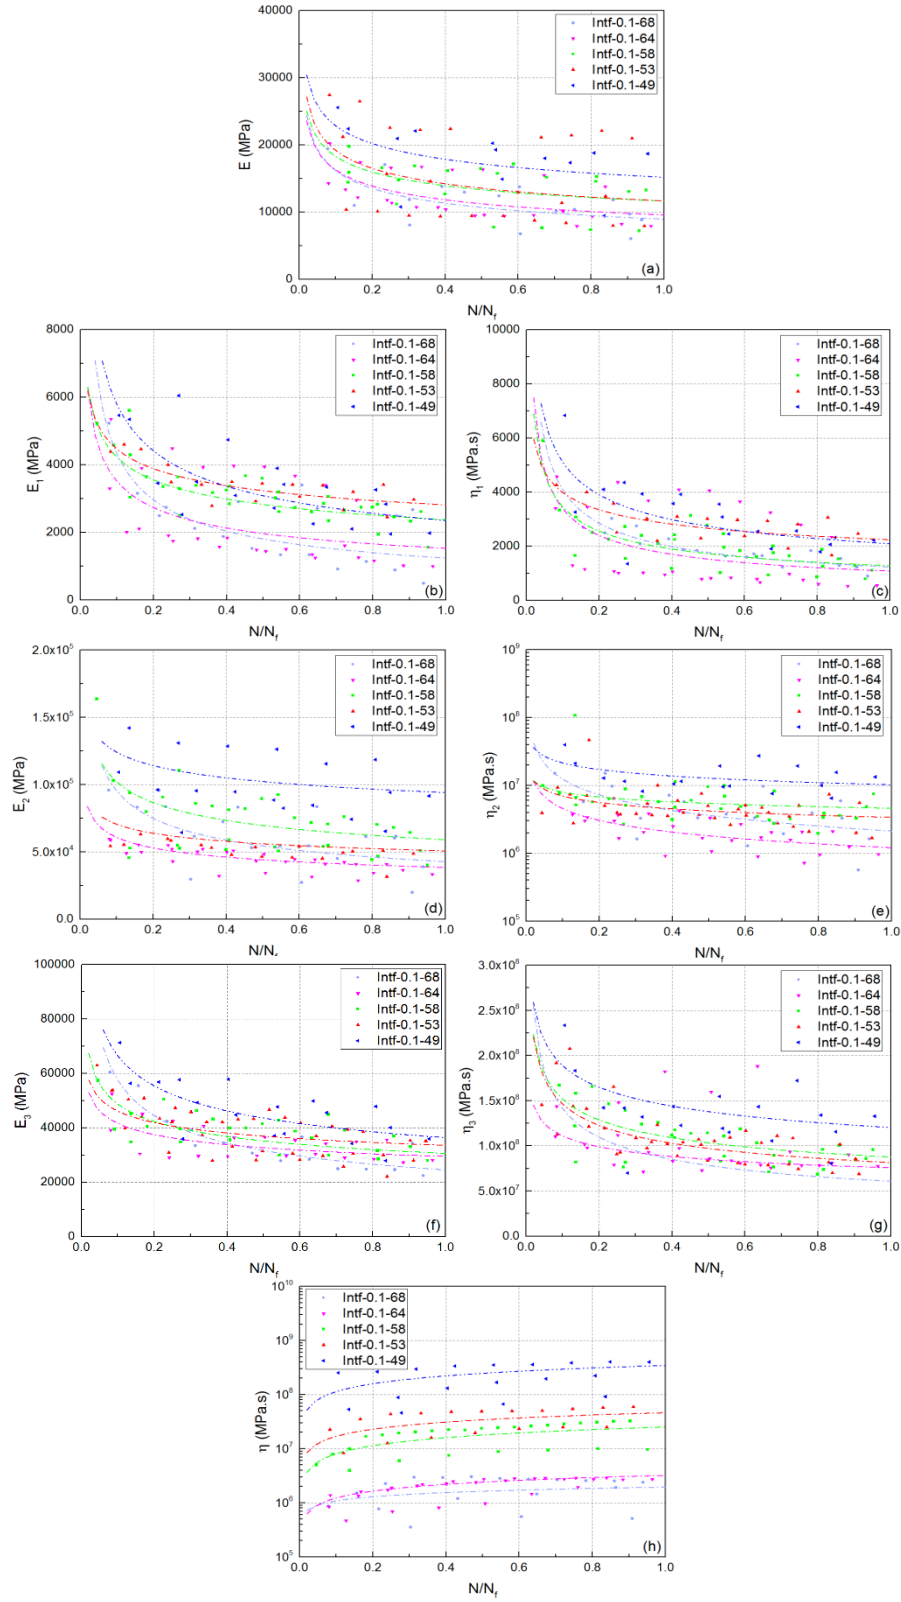 40000
30000
20000
10000
0
E (MPa)
Intf-0.1-68
Intf-0.1-64
Intf-0.1-58
Intf-0.1-53
Intf-0.1-49
(a)
0.0 0.2 0.4 0.6 0.8 1.0
N/Nf
8000
6000
4000
2000
0
E1 (MPa)
Intf-0.1-68
Intf-0.1-64
Intf-0.1-58
Intf-0.1-53
Intf-0.1-49
(b)
0.0 0.2 0.4 0.6 0.8 1.0
N/Nf
10000
8000
6000
4000
2000
0
η1 (MPa.s)
Intf-0.1-68
Intf-0.1-64
Intf-0.1-58
Intf-0.1-53
Intf-0.1-49
(c)
0.0 0.2 0.4 0.6 0.8 1.0
N/Nf
2.0x10^5
1.5x10^5
1.0x10^5
5.0x10^4
0.0
E2 (MPa)
Intf-0.1-68
Intf-0.1-64
Intf-0.1-58
Intf-0.1-53
Intf-0.1-49
(d)
0.0 0.2 0.4 0.6 0.8 1.0
N/N
10^9
10^8
10^7
10^6
10^5
η2 (MPa.s)
Intf-0.1-68
Intf-0.1-64
Intf-0.1-58
Intf-0.1-53
Intf-0.1-49
(e)
0.0 0.2 0.4 0.6 0.8 1.0
N/Nf
100000
80000
60000
40000
20000
E3 (MPa)
Intf-0.1-68
Intf-0.1-64
Intf-0.1-58
Intf-0.1-53
Intf-0.1-49
(f)
0.0 0.2 0.4 0.6 0.8 1.0
N/Nf
3.0x10^8
2.5x10^8
2.0x10^8
1.5x10^8
1.0x10^8
5.0x10^7
0.0
η3 (MPa.s)
Intf-0.1-68
Intf-0.1-64
Intf-0.1-58
Intf-0.1-53
Intf-0.1-49
(g)
0.0 0.2 0.4 0.6 0.8 1.0
N/Nf
10^10
10^9
10^8
10^7
10^6
10^5
η (MPa.s)
Intf-0.1-68
Intf-0.1-64
Intf-0.1-58
Intf-0.1-53
Intf-0.1-49
(h)
0.0 0.2 0.4 0.6 0.8 1.0
N/Nf